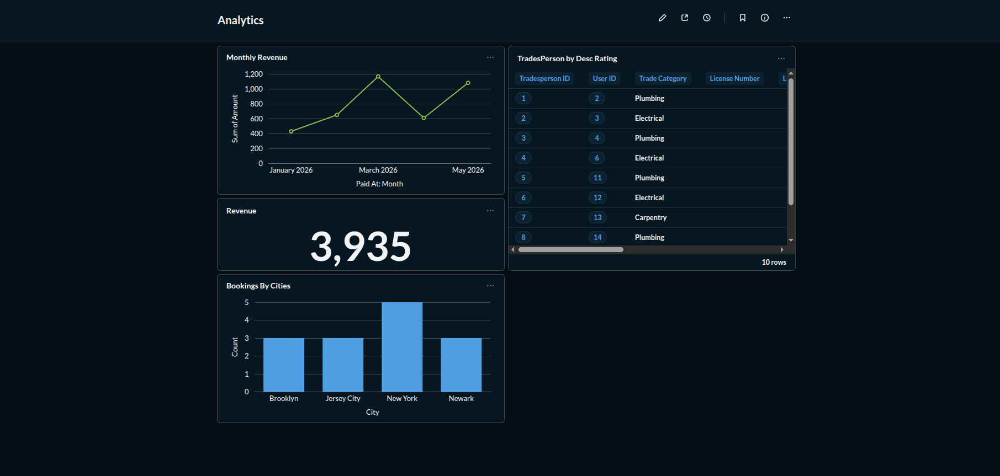 Analytics
Monthly Revenue
1,200
1,000
800
600
400
200
0
Sum of Amount
January 2026 March 2026 May 2026
Paid At: Month
Revenue
3,935
Bookings By Cities
5
4
3
2
1
0
Count
Brooklyn Jersey City New York Newark
City
TradesPerson by Desc Rating
Tradesperson ID User ID Trade Category License Number L
1 2 Plumbing
2 3 Electrical
3 4 Plumbing
4 6 Electrical
5 11 Plumbing
6 12 Electrical
7 13 Carpentry
8 14 Plumbing
10 rows